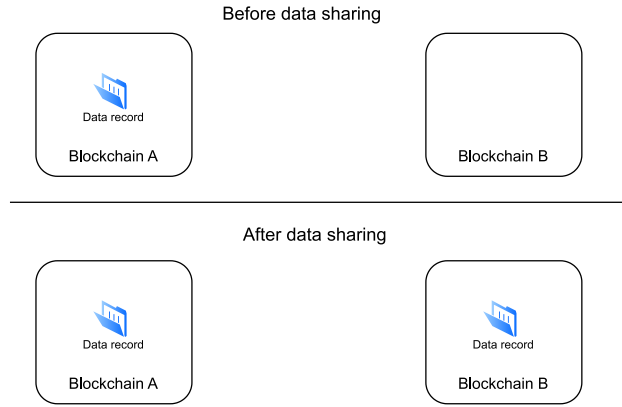 Before data sharing
Data record
Blockchain A
Blockchain B
After data sharing
Data record
Data record
Blockchain A
Blockchain B